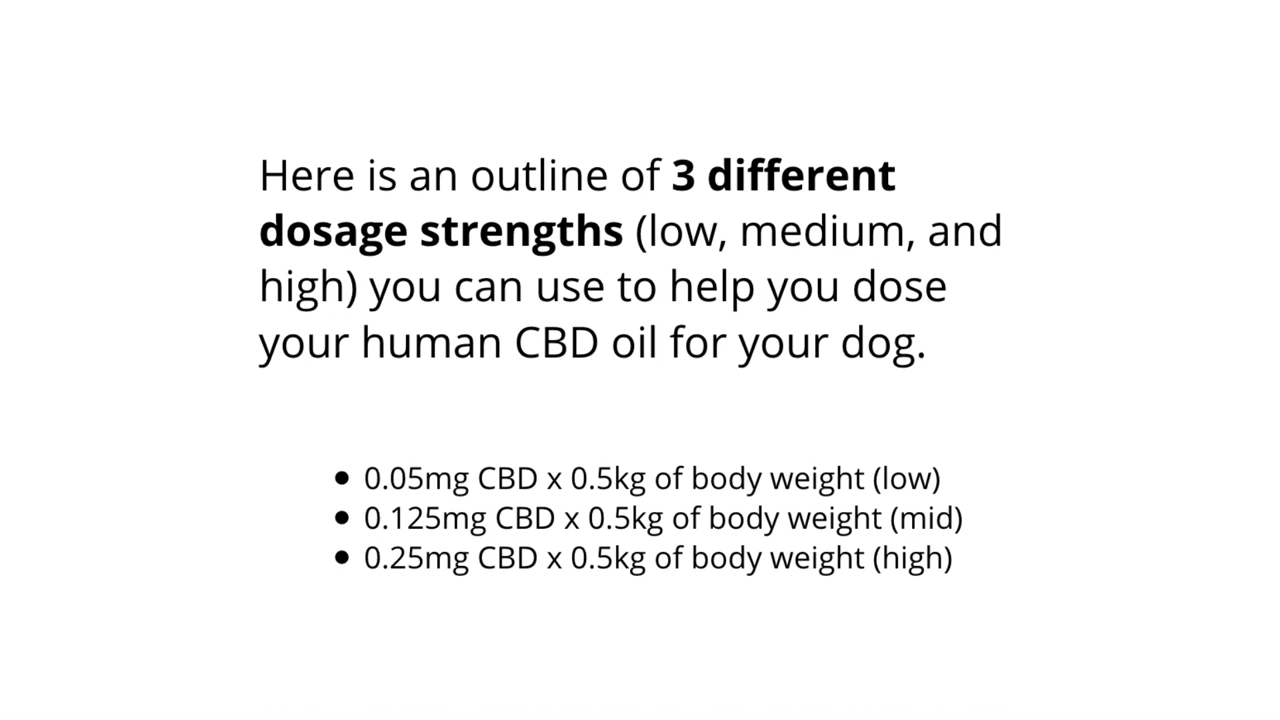 Here is an outline of 3 different
dosage strengths (low, medium, and
high) you can use to help you dose
your human CBD oil for your dog.
• 0.05mg CBD x 0.5kg of body weight (low)
• 0.125mg CBD x 0.5kg of body weight (mid)
• 0.25mg CBD x 0.5kg of body weight (high)